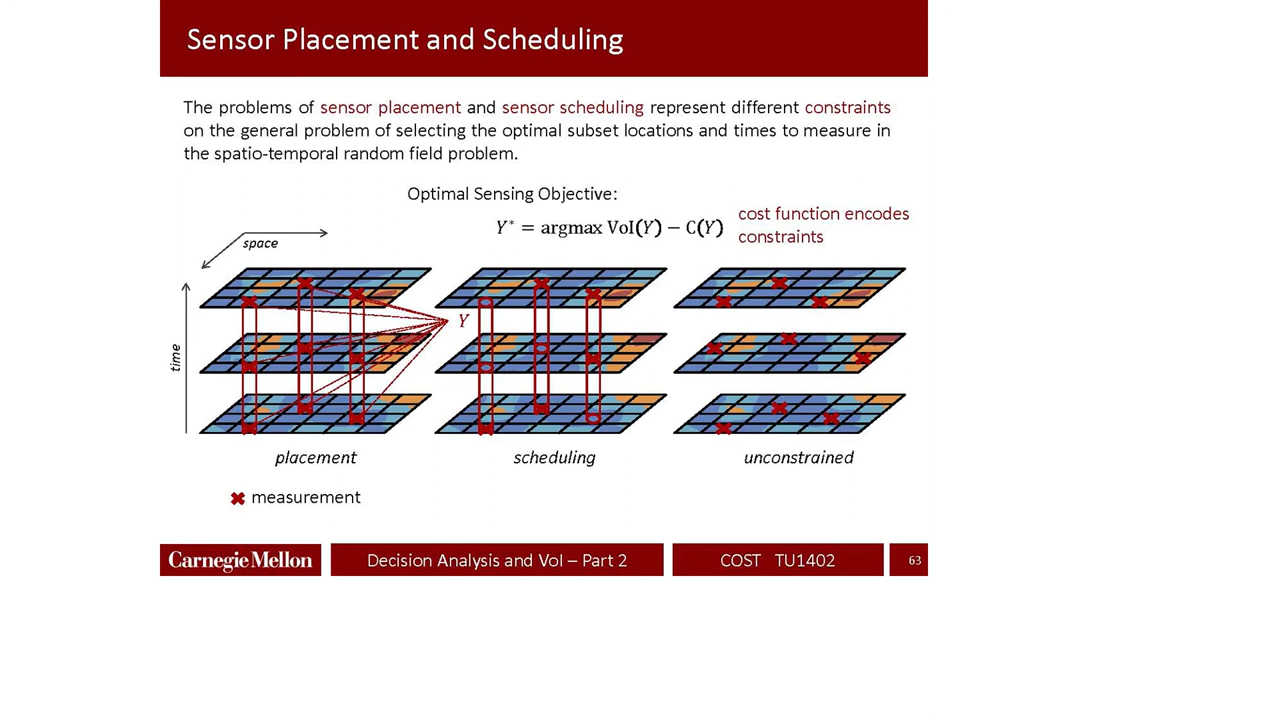 Sensor Placement and Scheduling
The problems of sensor placement and sensor scheduling represent different constraints
on the general problem of selecting the optimal subset locations and times to measure in
the spatio-temporal random field problem.
Optimal Sensing Objective:
Y* = argmax VoI(Y) − C(Y)
cost function encodes
constraints
space
time
Y
placement
scheduling
unconstrained
measurement
Carnegie Mellon
Decision Analysis and VoI – Part 2
COST TU1402
63